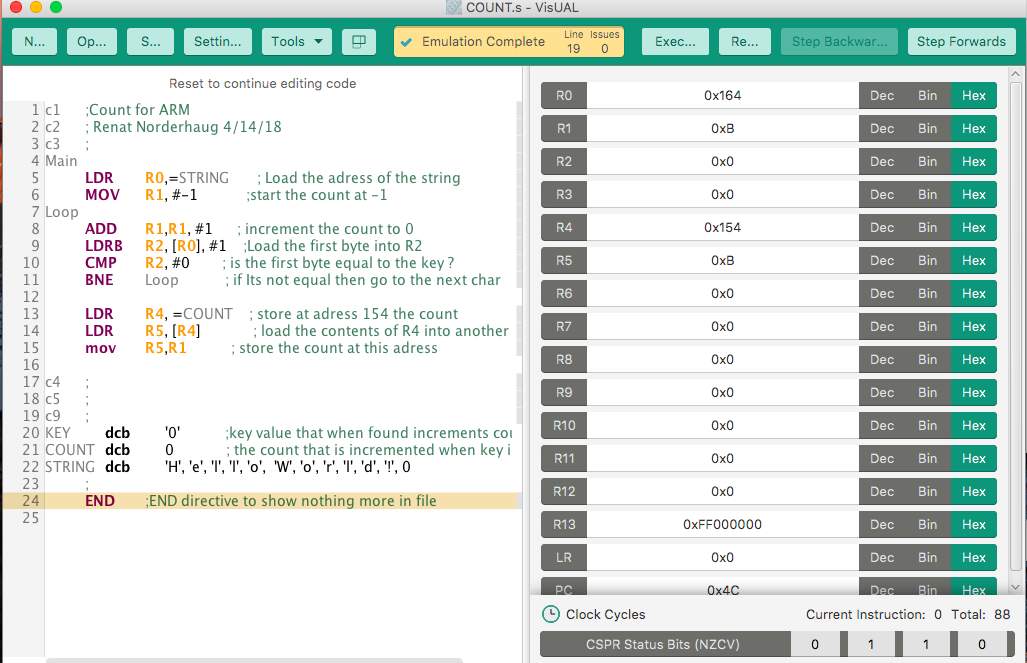 COUNT.s - VisUAL
N... Op... S... Settin... Tools Emulation Complete Line 19 Issues 0 Exec... Re... Step Backwar... Step Forwards
Reset to continue editing code
1 c1 ;Count for ARM
2 c2 ; Renat Norderhaug 4/14/18
3 c3 ;
4 Main
5 LDR R0,=STRING ; Load the adress of the string
6 MOV R1, #-1 ;start the count at -1
7 Loop
8 ADD R1,R1, #1 ; increment the count to 0
9 LDRB R2, [R0], #1 ;Load the first byte into R2
10 CMP R2, #0 ; is the first byte equal to the key ?
11 BNE Loop ; if Its not equal then go to the next char
12
13 LDR R4, =COUNT ; store at adress 154 the count
14 LDR R5, [R4] ; load the contents of R4 into another
15 mov R5,R1 ; store the count at this adress
16
17 c4 ;
18 c5 ;
19 c9 ;
20 KEY dcb '0' ;key value that when found increments cou
21 COUNT dcb 0 ; the count that is incremented when key i
22 STRING dcb 'H', 'e', 'l', 'l', 'o', 'W', 'o', 'r', 'l', 'd', '!', 0
23 ;
24 END ;END directive to show nothing more in file
25
R0 0x164 Dec Bin Hex
R1 0xB Dec Bin Hex
R2 0x0 Dec Bin Hex
R3 0x0 Dec Bin Hex
R4 0x154 Dec Bin Hex
R5 0xB Dec Bin Hex
R6 0x0 Dec Bin Hex
R7 0x0 Dec Bin Hex
R8 0x0 Dec Bin Hex
R9 0x0 Dec Bin Hex
R10 0x0 Dec Bin Hex
R11 0x0 Dec Bin Hex
R12 0x0 Dec Bin Hex
R13 0xFF000000 Dec Bin Hex
LR 0x0 Dec Bin Hex
PC 0x4C Dec Bin Hex
Clock Cycles Current Instruction: 0 Total: 88
CSPR Status Bits (NZCV) 0 1 1 0